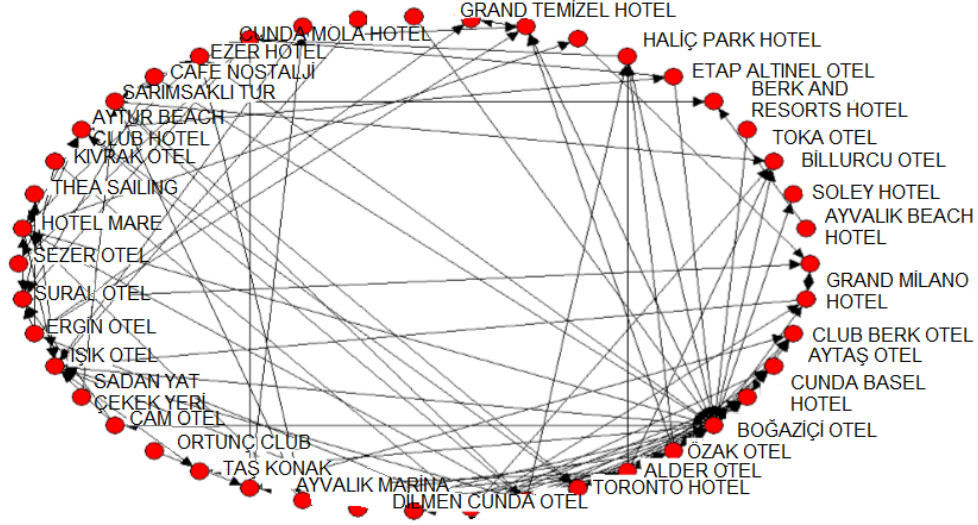 GRAND TEMİZEL HOTEL
CUNDA MOLA HOTEL
HALİÇ PARK HOTEL
EZER HOTEL
ETAP ALTINEL OTEL
CAFE NOSTALJİ
BERK AND
RESORTS HOTEL
SARIMSAKLI TUR
AYTUR BEACH
CLUB HOTEL
TOKA OTEL
KIVRAK OTEL
BİLLURCU OTEL
THEA SAILING
SOLEY HOTEL
HOTEL MARE
AYVALIK BEACH
HOTEL
SEZER OTEL
GRAND MİLANO
HOTEL
SURAL OTEL
ERGİN OTEL
CLUB BERK OTEL
IŞIK OTEL
AYTAŞ OTEL
SADAN YAT
ÇEKEK YERİ
CUNDA BASEL
HOTEL
CAM OTEL
BOĞAZİÇİ OTEL
ORTUNÇ CLUB
ÖZAK OTEL
TAŞ KONAK
ALDER OTEL
AYVALIK MARİNA
TORONTO HOTEL
DILMEN CUNDA OTEL